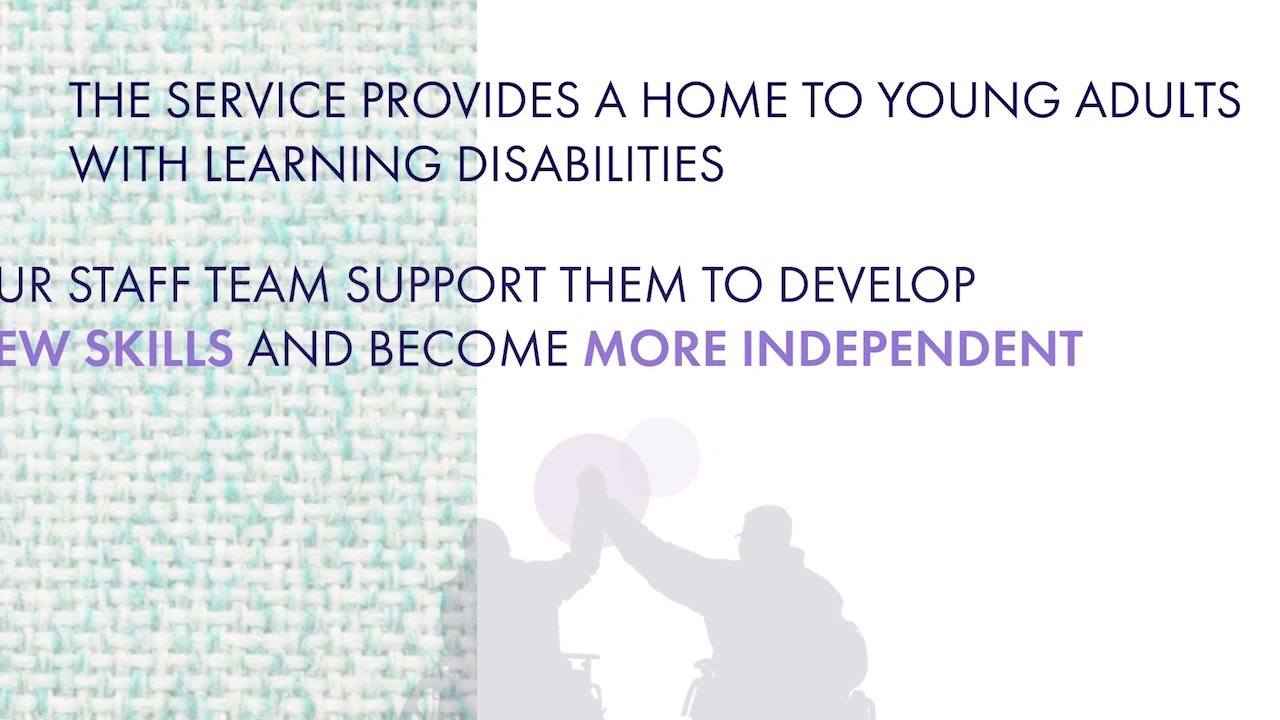 THE SERVICE PROVIDES A HOME TO YOUNG ADULTS
WITH LEARNING DISABILITIES
UR STAFF TEAM SUPPORT THEM TO DEVELOP
EW SKILLS AND BECOME MORE INDEPENDENT